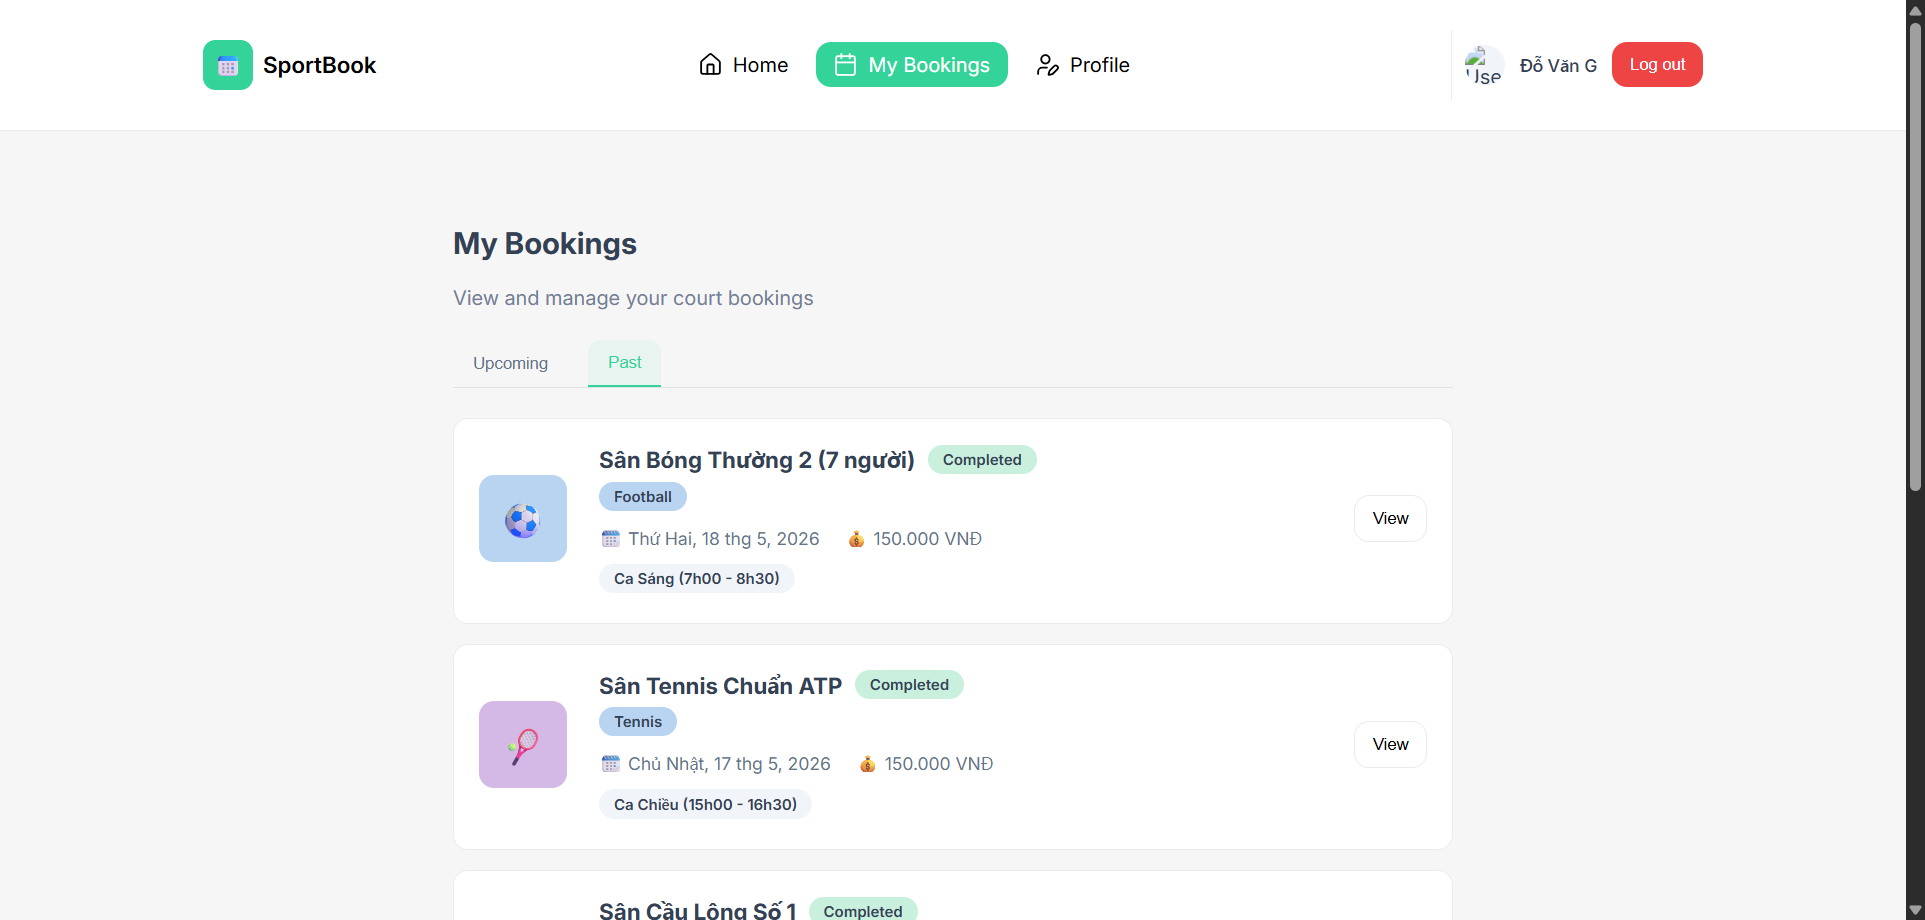 SportBook
Home
My Bookings
Profile
Use
Đỗ Văn G
Log out
My Bookings
View and manage your court bookings
Upcoming
Past
Sân Bóng Thường 2 (7 người)
Completed
Football
Thứ Hai, 18 thg 5, 2026
150.000 VNĐ
Ca Sáng (7h00 - 8h30)
View
Sân Tennis Chuẩn ATP
Completed
Tennis
Chủ Nhật, 17 thg 5, 2026
150.000 VNĐ
Ca Chiều (15h00 - 16h30)
View
Sân Cầu Lông Số 1
Completed